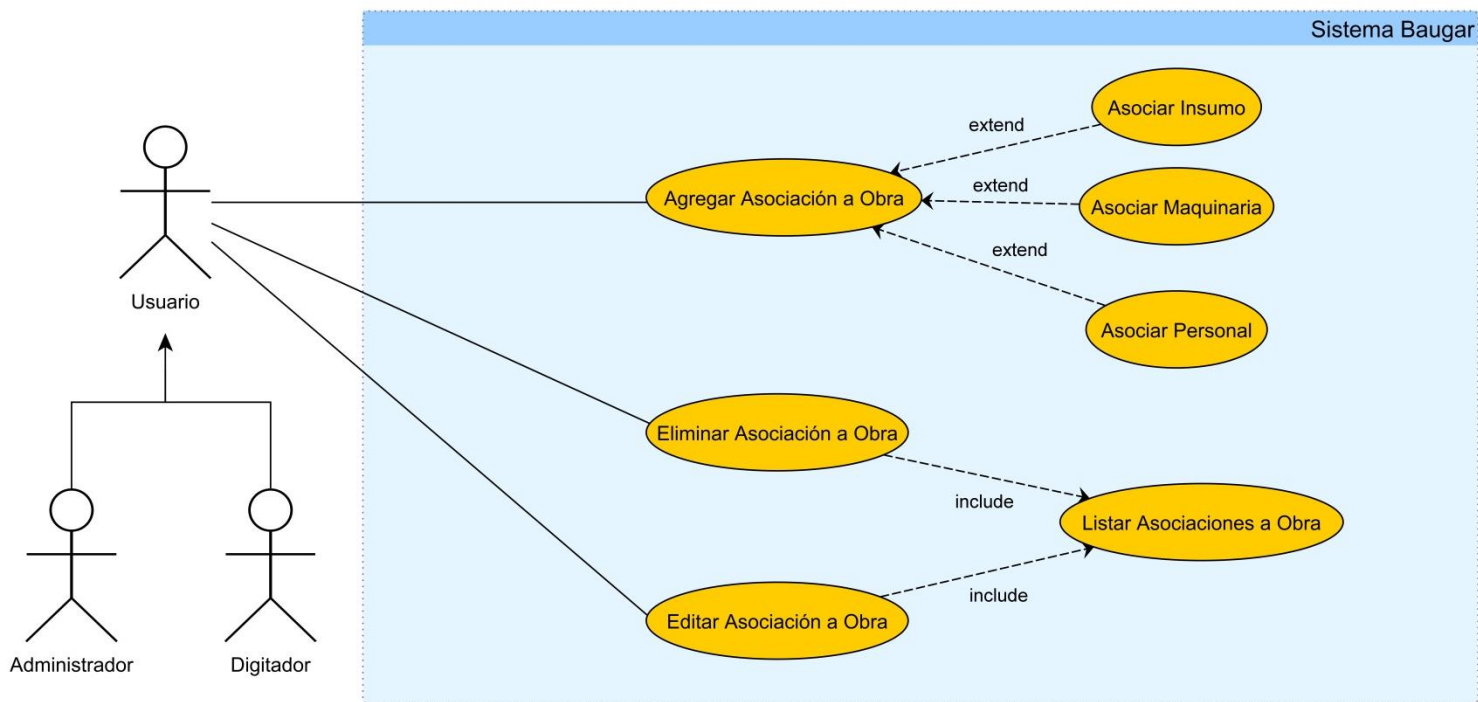 Sistema Baugar
Asociar Insumo
extend
Agregar Asociación a Obra
extend
Asociar Maquinaria
extend
Asociar Personal
Usuario
Eliminar Asociación a Obra
include
Listar Asociaciones a Obra
include
Editar Asociación a Obra
Administrador
Digitador